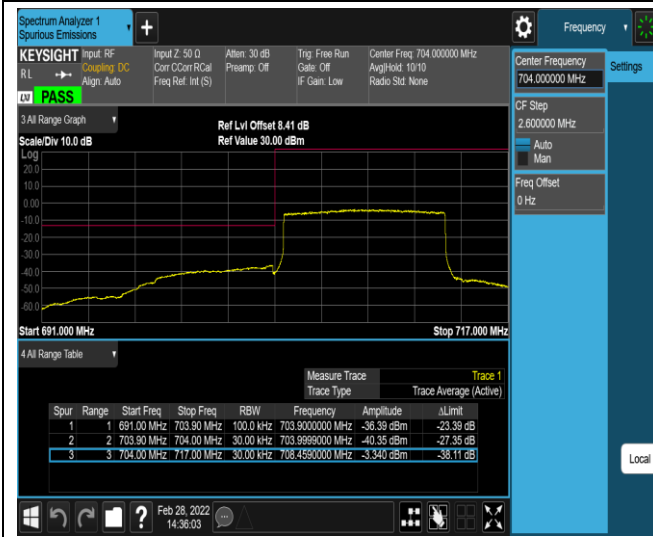 Spectrum Analyzer 1
Spurious Emissions
Frequency
KEYSIGHT Input: RF Input Z: 50 Ω Atten: 30 dB Trig: Free Run Center Freq: 704.000000 MHz
RL Coupling: DC Corr CCorr RCal Preamp: Off Gate: Off Avg|Hold: 10/10
Align: Auto Freq Ref: Int (S) IF Gain: Low Radio Std: None
LXI PASS
Center Frequency
704.000000 MHz
Settings
CF Step
2.600000 MHz
Auto
Man
Freq Offset
0 Hz
3 All Range Graph
Ref Lvl Offset 8.41 dB
Scale/Div 10.0 dB Ref Value 30.00 dBm
Log
20.0
10.0
0.00
-10.0
-20.0
-30.0
-40.0
-50.0
-60.0
Start 691.000 MHz Stop 717.000 MHz
4 All Range Table
Measure Trace Trace 1
Trace Type Trace Average (Active)
Spur Range Start Freq Stop Freq RBW Frequency Amplitude ΔLimit
1 1 691.00 MHz 703.90 MHz 100.0 kHz 703.9000000 MHz -36.39 dBm -23.39 dB
2 2 703.90 MHz 704.00 MHz 30.00 kHz 703.9999000 MHz -40.35 dBm -27.35 dB
3 3 704.00 MHz 717.00 MHz 30.00 kHz 708.4590000 MHz -3.340 dBm -38.11 dB
Local
? Feb 28, 2022
14:36:03